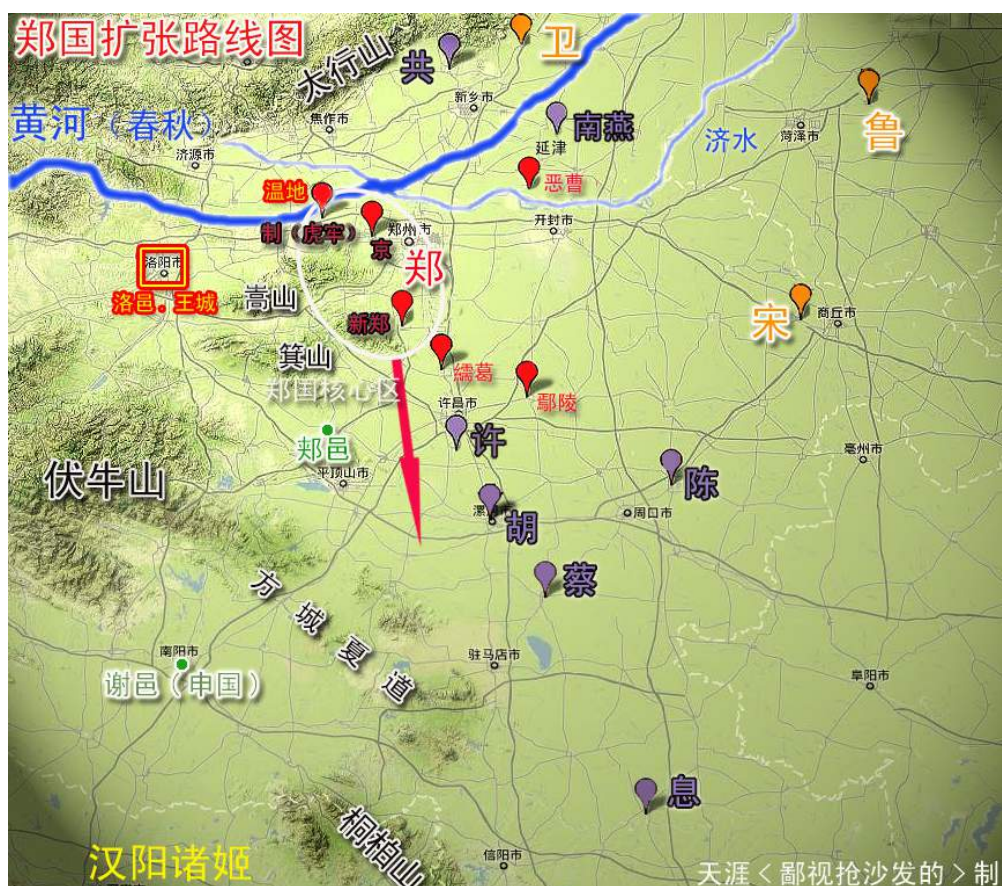 郑国扩张路线图
卫
共
太行山
新乡市
黄河（春秋）
焦作市
南燕
延津
济水
菏泽市
鲁
济源市
恶曹
温地
制（虎牢）
京
郑州市
开封市
郑
洛阳市
洛邑。王城
嵩山
新郑
宋
商丘市
箕山
繻葛
郑国核心区
许昌市
鄢陵
郏邑
许
亳州市
伏牛山
平顶山市
陈
漯
市
胡
周口市
蔡
方城夏道
南阳市
驻马店市
谢邑（申国）
阜阳市
息
桐柏山
汉阳诸姬
信阳市
天涯<鄙视抢沙发的>制